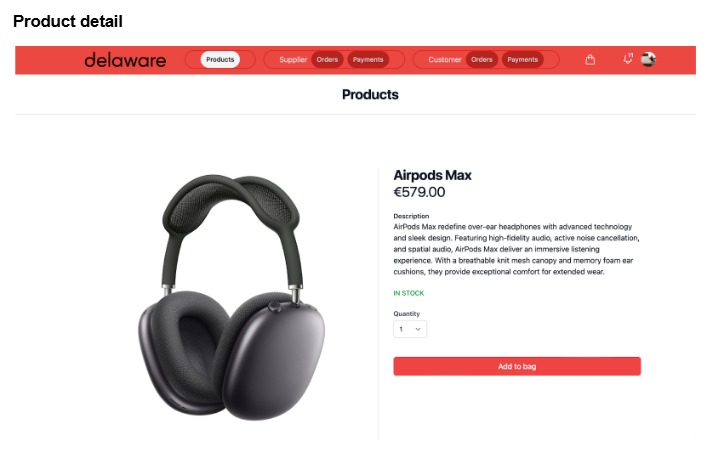 Product detail
delaware
Products
Supplier Orders Payments
Customer Orders Payments
11
Products
Airpods Max
€579.00
Description
AirPods Max redefine over-ear headphones with advanced technology
and sleek design. Featuring high-fidelity audio, active noise cancellation,
and spatial audio, AirPods Max deliver an immersive listening
experience. With a breathable knit mesh canopy and memory foam ear
cushions, they provide exceptional comfort for extended wear.
IN STOCK
Quantity
1
Add to bag